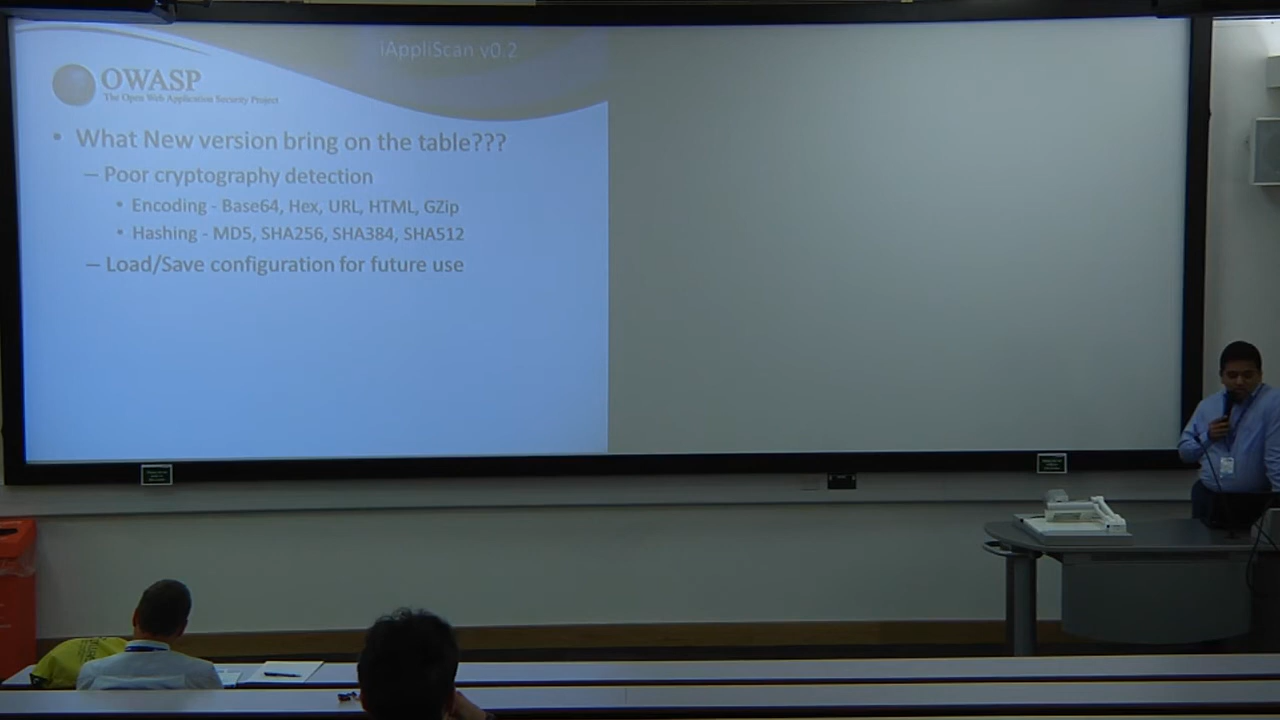 iAppliScan v0.2
OWASP
The Open Web Application Security Project
• What New version bring on the table???
– Poor cryptography detection
• Encoding - Base64, Hex, URL, HTML, GZip
• Hashing - MD5, SHA256, SHA384, SHA512
– Load/Save configuration for future use